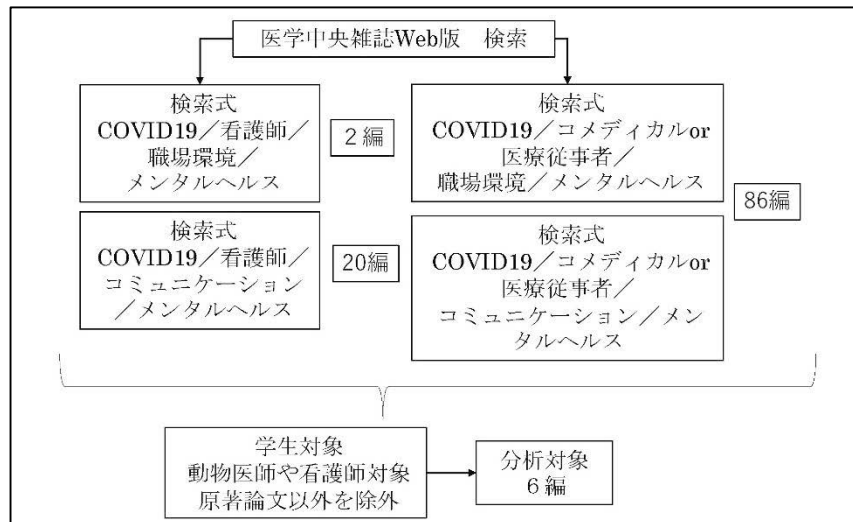 医学中央雑誌Web版　検索
検索式
COVID19／看護師／
職場環境／
メンタルヘルス
2編
検索式
COVID19／コメディカルor
医療従事者／
職場環境／メンタルヘルス
86編
検索式
COVID19／看護師／
コミュニケーション
／メンタルヘルス
20編
検索式
COVID19／コメディカルor
医療従事者／
コミュニケーション／メン
タルヘルス
学生対象
動物医師や看護師対象
原著論文以外を除外
分析対象
6編